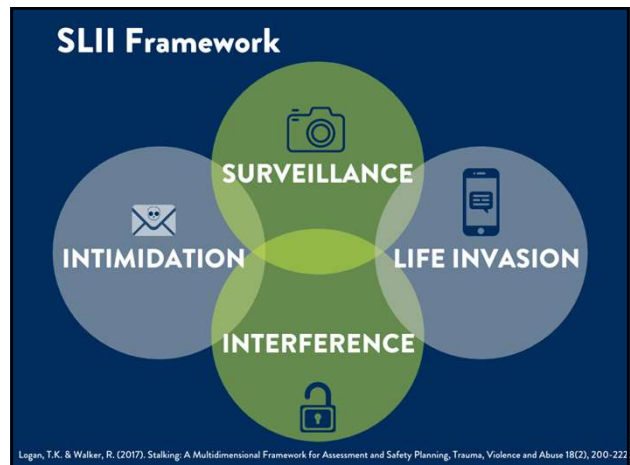 SLII Framework
SURVEILLANCE
INTIMIDATION
LIFE INVASION
INTERFERENCE
Logan, T.K. & Walker, R. (2017). Stalking: A Multidimensional Framework for Assessment and Safety Planning, Trauma, Violence and Abuse 18(2), 200-222